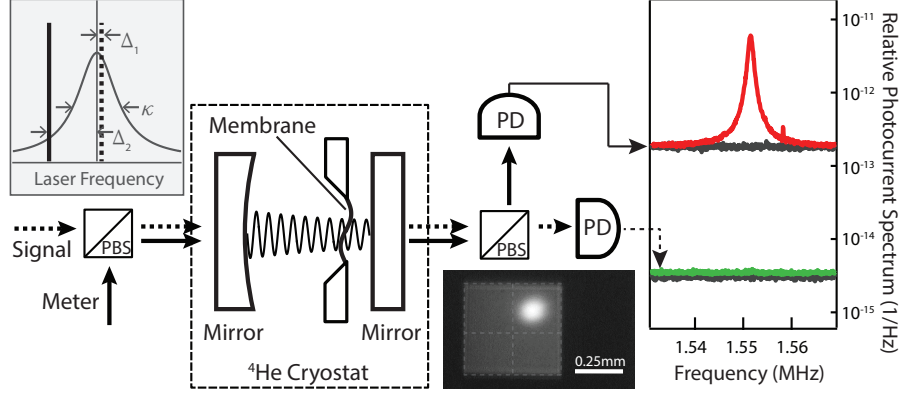 Δ₁
κ
Δ₂
Laser Frequency
Signal
PBS
Meter
Membrane
Mirror
Mirror
⁴He Cryostat
PD
PBS
PD
0.25mm
10⁻¹¹
10⁻¹²
10⁻¹³
10⁻¹⁴
10⁻¹⁵
Relative Photocurrent Spectrum (1/Hz)
1.54
1.55
1.56
Frequency (MHz)